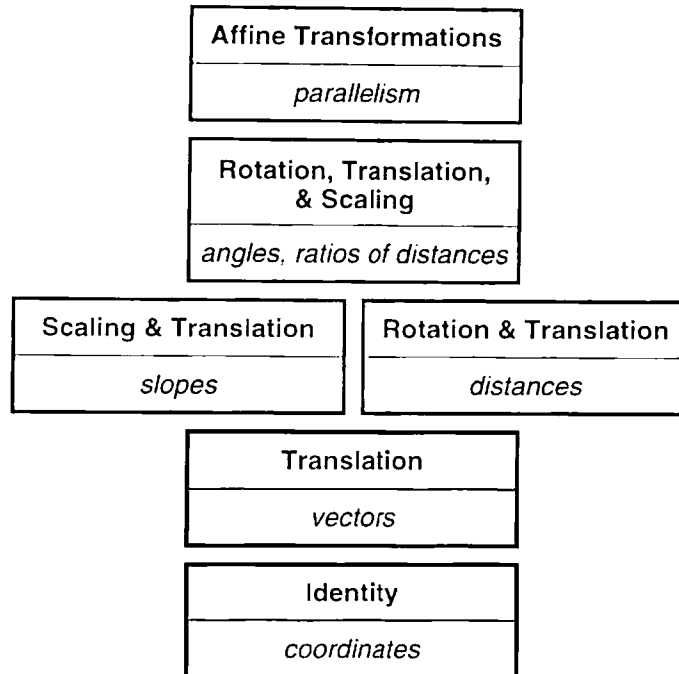 Affine Transformations
parallelism
Rotation, Translation,
& Scaling
angles, ratios of distances
Scaling & Translation
slopes
Rotation & Translation
distances
Translation
vectors
Identity
coordinates